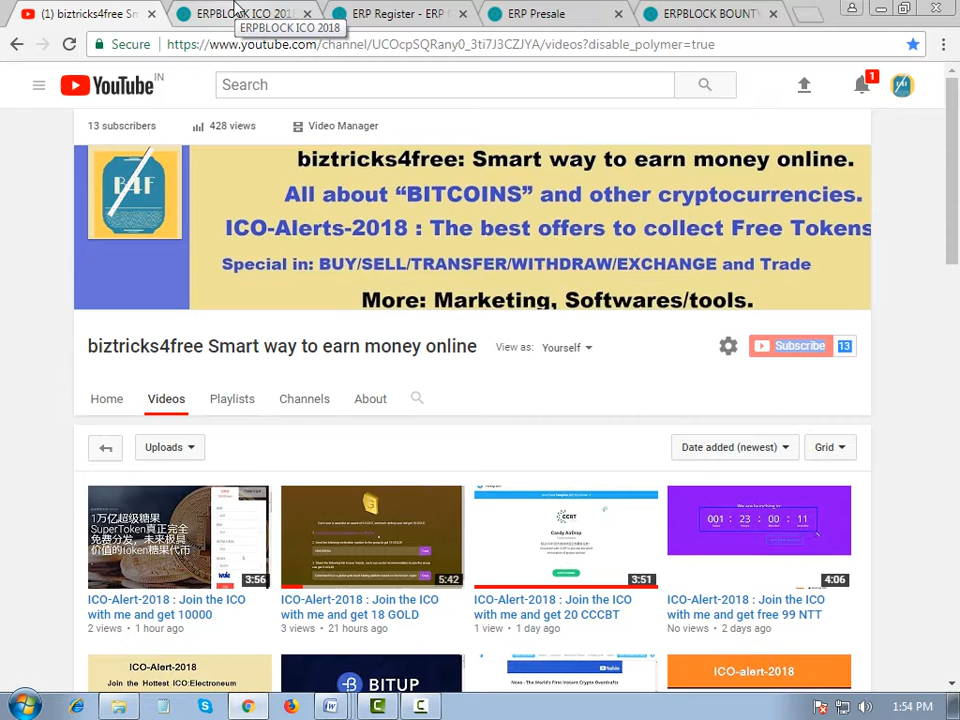 (1) biztricks4free Sm
ERPBLOCK ICO 201
ERP Register - ERP
ERP Presale
ERPBLOCK BOUNTY
ERPBLOCK ICO 2018
Secure
https://www.youtube.com/channel/UCOcpSQRany0_3ti7J3CZJYA/videos?disable_polymer=true
YouTube IN
Search
1
13 subscribers
428 views
Video Manager
B4F
biztricks4free: Smart way to earn money online.
All about “BITCOINS” and other cryptocurrencies.
ICO-Alerts-2018 : The best offers to collect Free Tokens
Special in: BUY/SELL/TRANSFER/WITHDRAW/EXCHANGE and Trade
More: Marketing, Softwares/tools.
biztricks4free Smart way to earn money online
View as: Yourself
Subscribe 13
Home
Videos
Playlists
Channels
About
Uploads
Date added (newest)
Grid
1万亿超级糖果
SuperToken真正完全
免费分发，未来极具
价值的token糖果代币
3:56
5:42
CCBT
Candy AirDrop
3:51
We are launching in:
001 : 23 : 00 : 11
4:06
ICO-Alert-2018 : Join the ICO
with me and get 10000
2 views • 1 hour ago
ICO-Alert-2018 : Join the ICO
with me and get 18 GOLD
3 views • 21 hours ago
ICO-Alert-2018 : Join the ICO
with me and get 20 CCCBT
1 view • 1 day ago
ICO-Alert-2018 : Join the ICO
with me and get free 99 NTT
No views • 2 days ago
ICO-Alert-2018
Join the Hottest ICO:Electroneum
BITUP
Nexo - The World's First Instant Crypto Overdrafts
ICO-alert-2018
1:54 PM